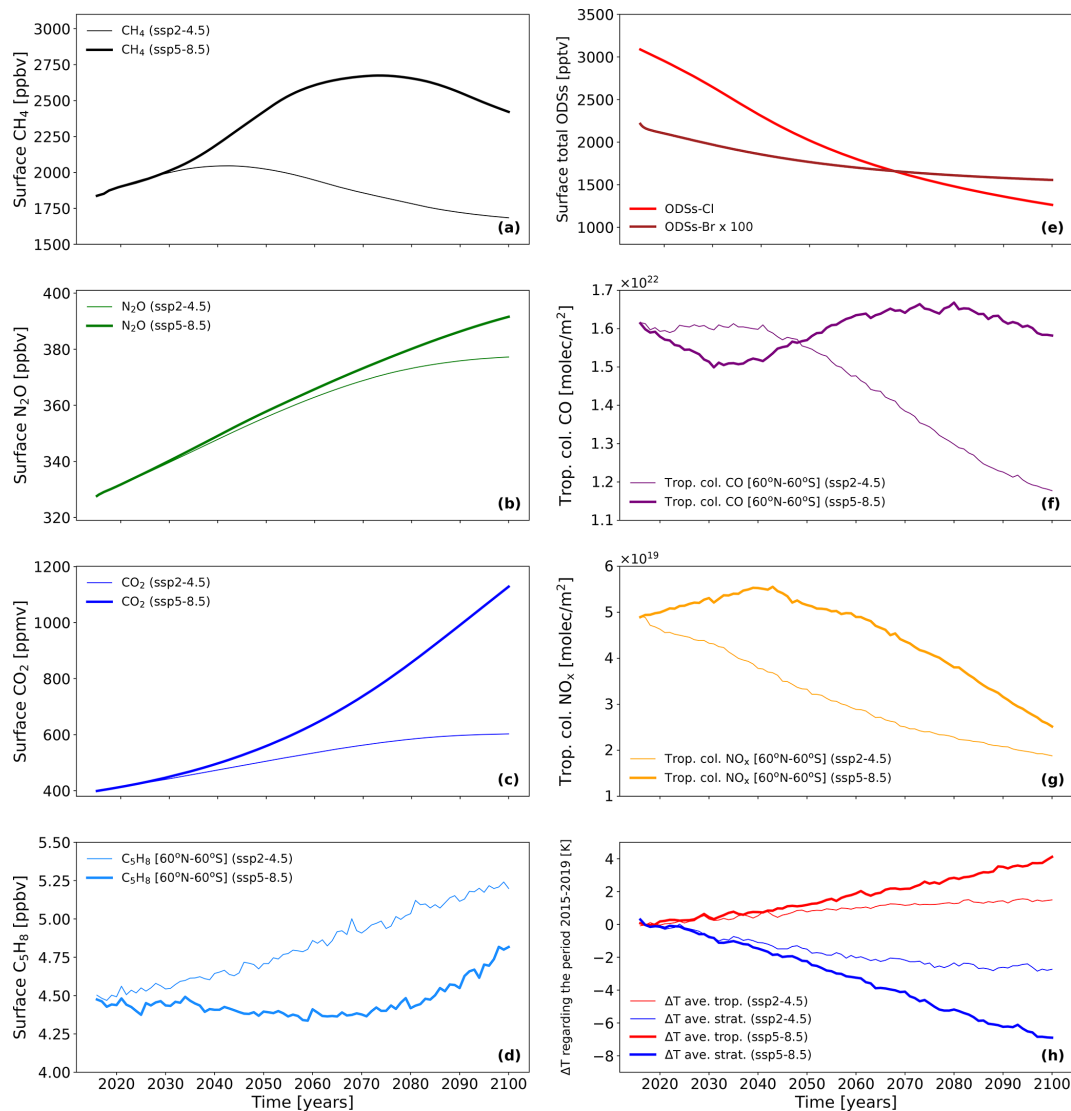 3000
2750
2500
2250
2000
1750
1500
Surface CH₄ [ppbv]
CH₄ (ssp2-4.5)
CH₄ (ssp5-8.5)
(a)
3500
3000
2500
2000
1500
1000
Surface total ODSs [pptv]
ODSs-Cl
ODSs-Br x 100
(e)
400
380
360
340
320
Surface N₂O [ppbv]
N₂O (ssp2-4.5)
N₂O (ssp5-8.5)
(b)
×10²²
1.7
1.6
1.5
1.4
1.3
1.2
1.1
Trop. col. CO [molec/m²]
Trop. col. CO [60°N-60°S] (ssp2-4.5)
Trop. col. CO [60°N-60°S] (ssp5-8.5)
(f)
1200
1000
800
600
400
Surface CO₂ [ppmv]
CO₂ (ssp2-4.5)
CO₂ (ssp5-8.5)
(c)
×10¹⁹
6
5
4
3
2
1
Trop. col. NOₓ [molec/m²]
Trop. col. NOₓ [60°N-60°S] (ssp2-4.5)
Trop. col. NOₓ [60°N-60°S] (ssp5-8.5)
(g)
5.50
5.25
5.00
4.75
4.50
4.25
4.00
Surface C₅H₈ [ppbv]
C₅H₈ [60°N-60°S] (ssp2-4.5)
C₅H₈ [60°N-60°S] (ssp5-8.5)
(d)
2020 2030 2040 2050 2060 2070 2080 2090 2100
Time [years]
4
2
0
−2
−4
−6
−8
ΔT regarding the period 2015-2019 [K]
ΔT ave. trop. (ssp2-4.5)
ΔT ave. strat. (ssp2-4.5)
ΔT ave. trop. (ssp5-8.5)
ΔT ave. strat. (ssp5-8.5)
(h)
2020 2030 2040 2050 2060 2070 2080 2090 2100
Time [years]